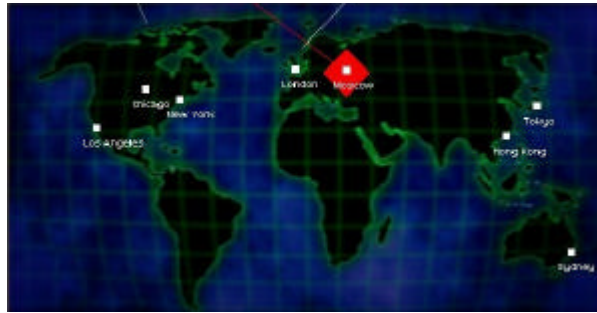 London
Moscow
Chicago
New York
Los Angeles
Tokyo
Hong Kong
Sydney